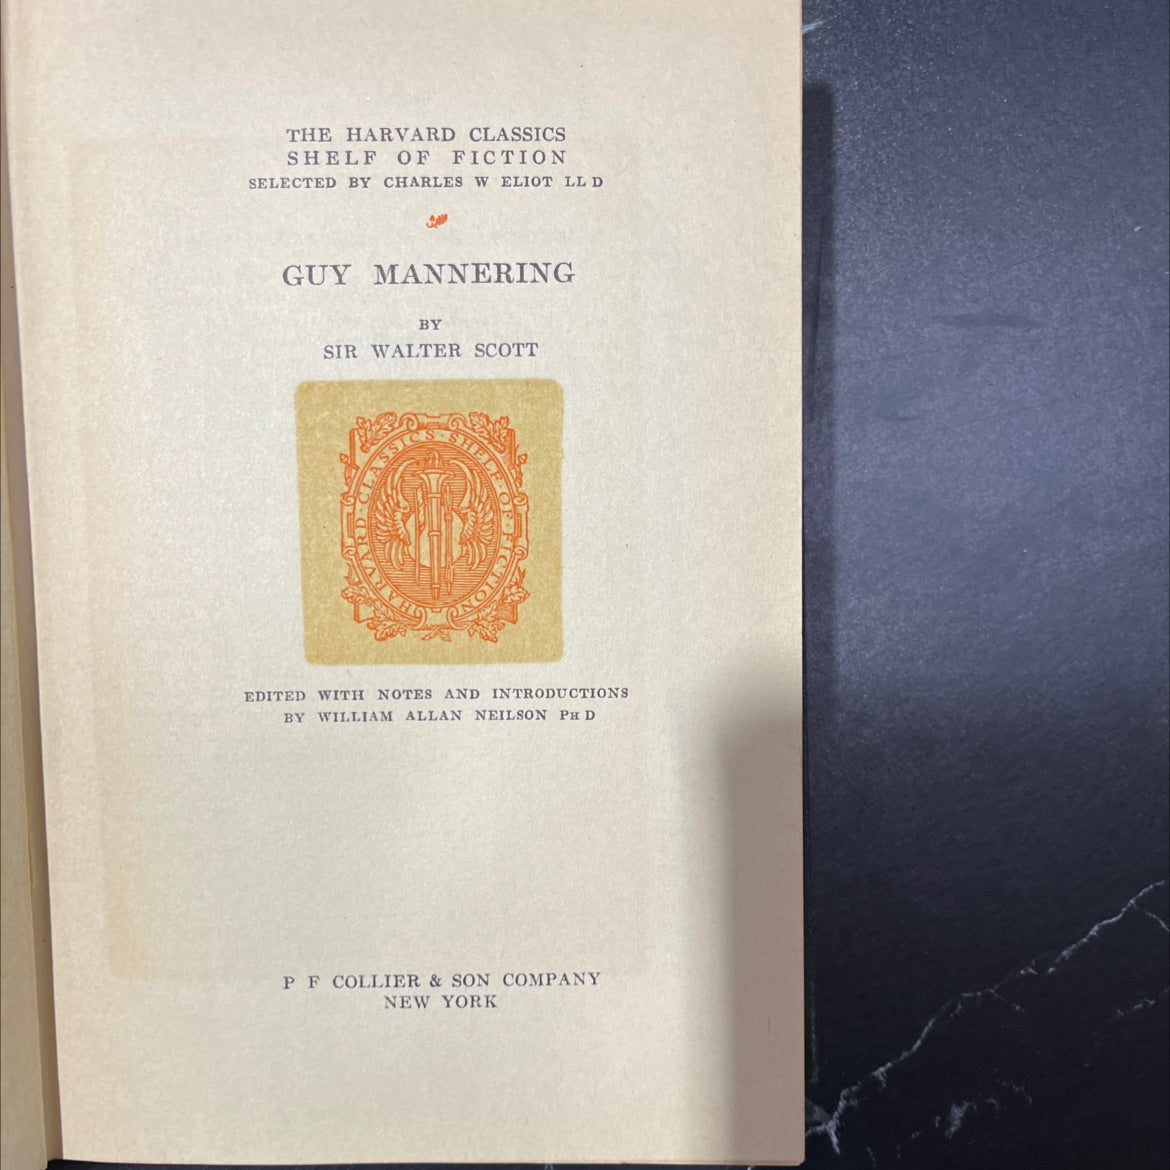 THE HARVARD CLASSICS
SHELF OF FICTION
SELECTED BY CHARLES W ELIOT LL D
GUY MANNERING
BY
SIR WALTER SCOTT
HARVARD·CLASSICS·SHELF·OF·FICTION
EDITED WITH NOTES AND INTRODUCTIONS
BY WILLIAM ALLAN NEILSON PH D
P F COLLIER & SON COMPANY
NEW YORK